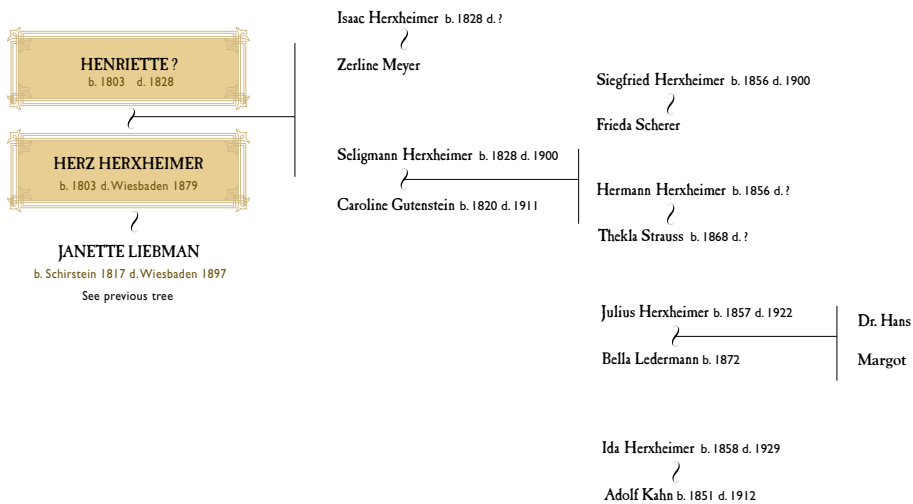 HENRIETTE ?
b. 1803 d. 1828
HERZ HERXHEIMER
b. 1803 d. Wiesbaden 1879
JANETTE LIEBMAN
b. Schirstein 1817 d. Wiesbaden 1897
See previous tree
Isaac Herxheimer b. 1828 d. ?
Zerline Meyer
Seligmann Herxheimer b. 1828 d. 1900
Caroline Gutenstein b. 1820 d. 1911
Siegfried Herxheimer b. 1856 d. 1900
Frieda Scherer
Hermann Herxheimer b. 1856 d. ?
Thekla Strauss b. 1868 d. ?
Julius Herxheimer b. 1857 d. 1922
Bella Ledermann b. 1872
Dr. Hans
Margot
Ida Herxheimer b. 1858 d. 1929
Adolf Kahn b. 1851 d. 1912